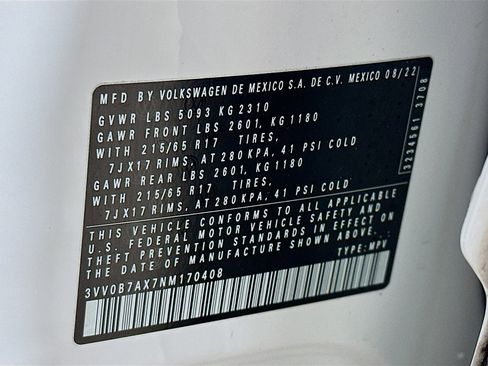 MFD BY VOLKSWAGEN DE MEXICO S.A. DE C.V. MEXICO 08/22
GVWR LBS 5093 KG 2310
GAWR FRONT LBS 2601, KG 1180
WITH 215/65 R17 TIRES,
7JX17 RIMS, AT 280 KPA, 41 PSI COLD
GAWR REAR LBS 2601, KG 1180
WITH 215/65 R17 TIRES,
7JX17 RIMS, AT 280 KPA, 41 PSI COLD
THIS VEHICLE CONFORMS TO ALL APPLICABLE
U.S. FEDERAL MOTOR VEHICLE SAFETY AND
THEFT PREVENTION STANDARDS IN EFFECT ON
THE DATE OF MANUFACTURE SHOWN ABOVE.
3VV0B7AX7NM170408 TYPE: MPV
3234561 3708